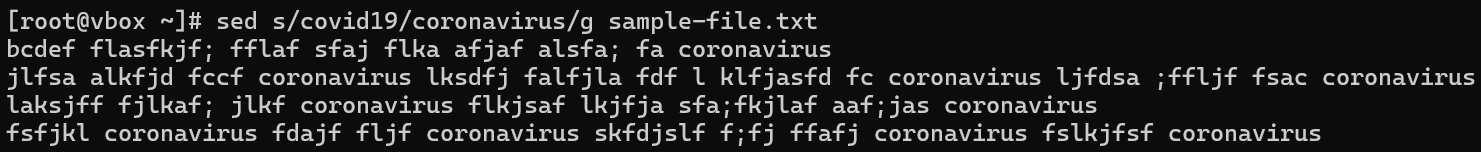 [root@vbox ~]# sed s/covid19/coronavirus/g sample-file.txt
bcdef flasfkjf; fflaf sfaj flka afjaf alsfa; fa coronavirus
jlfsa alkfjd fccf coronavirus lksdfj falfjla fdf l klfjasfd fc coronavirus ljfdsa ;ffljf fsac coronavirus
laksjff fjlkaf; jlkf coronavirus flkjsaf lkjfja sfa;fkjlaf aaf;jas coronavirus
fsfjkl coronavirus fdajf fljf coronavirus skfdjslf f;fj ffafj coronavirus fslkjfsf coronavirus